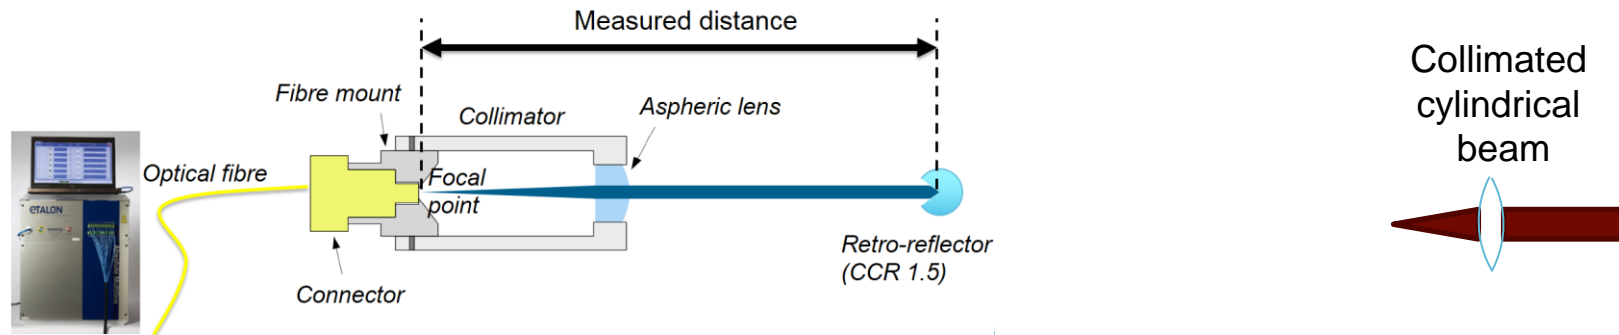 Measured distance
Fibre mount
Collimator
Aspheric lens
Optical fibre
Focal
point
Connector
Retro-reflector
(CCR 1.5)
ETALON
Collimated
cylindrical
beam